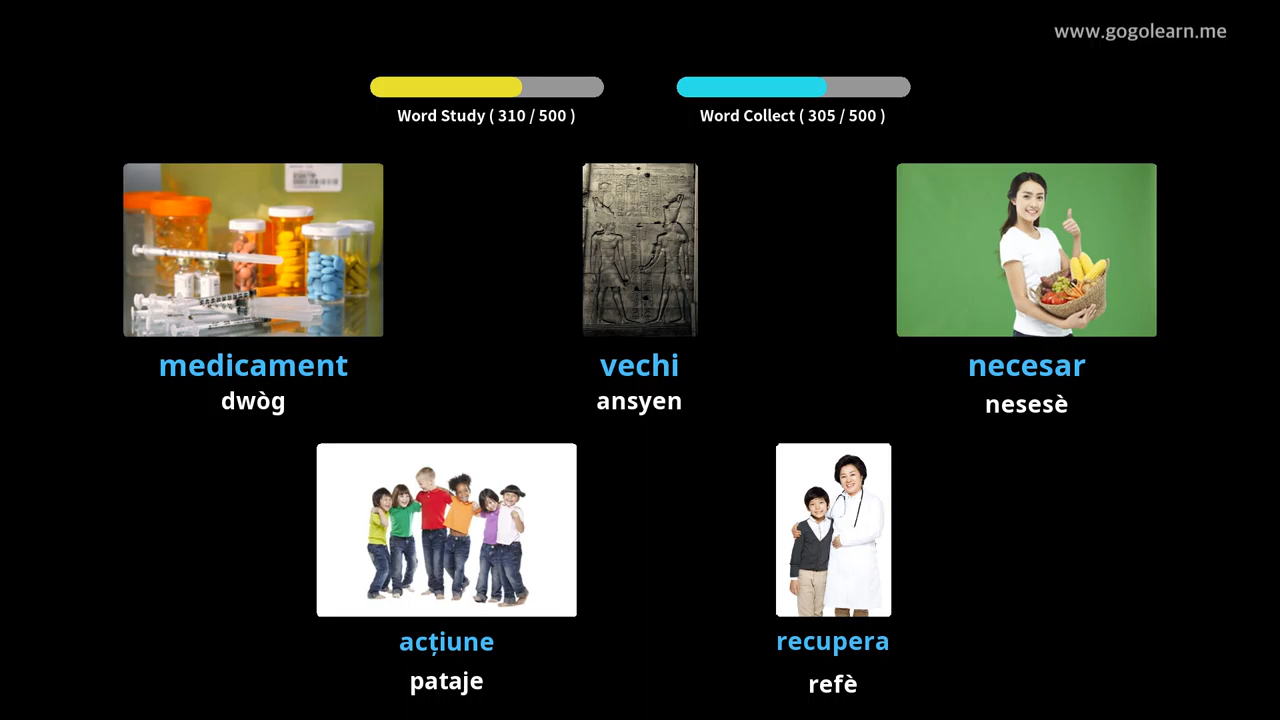 www.gogolearn.me
Word Study ( 310 / 500 )
Word Collect ( 305 / 500 )
medicament
dwòg
vechi
ansyen
necesar
nesesè
acțiune
pataje
recupera
refè